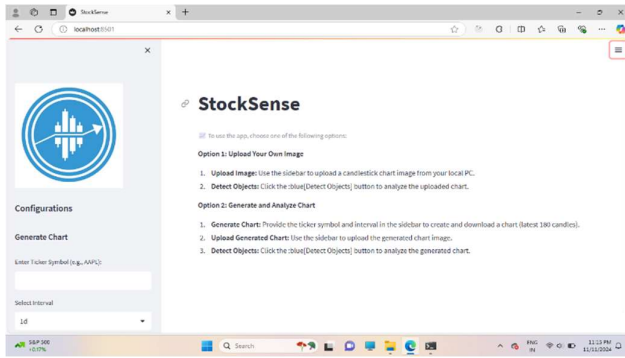 StockSense
localhost:8501
StockSense
To use the app, choose one of the following options:
Option 1: Upload Your Own Image
1. Upload Image: Use the sidebar to upload a candlestick chart image from your local PC.
2. Detect Objects: Click the :blue[Detect Objects] button to analyze the uploaded chart.
Configurations
Option 2: Generate and Analyze Chart
1. Generate Chart: Provide the ticker symbol and interval in the sidebar to create and download a chart (latest 180 candles).
Generate Chart
2. Upload Generated Chart: Use the sidebar to upload the generated chart image.
3. Detect Objects: Click the :blue[Detect Objects] button to analyze the generated chart.
Enter Ticker Symbol (e.g., AAPL):
Select Interval
1d
S&P 500
+0.17%
Search
ENG
IN
11:13 PM
11/11/2024